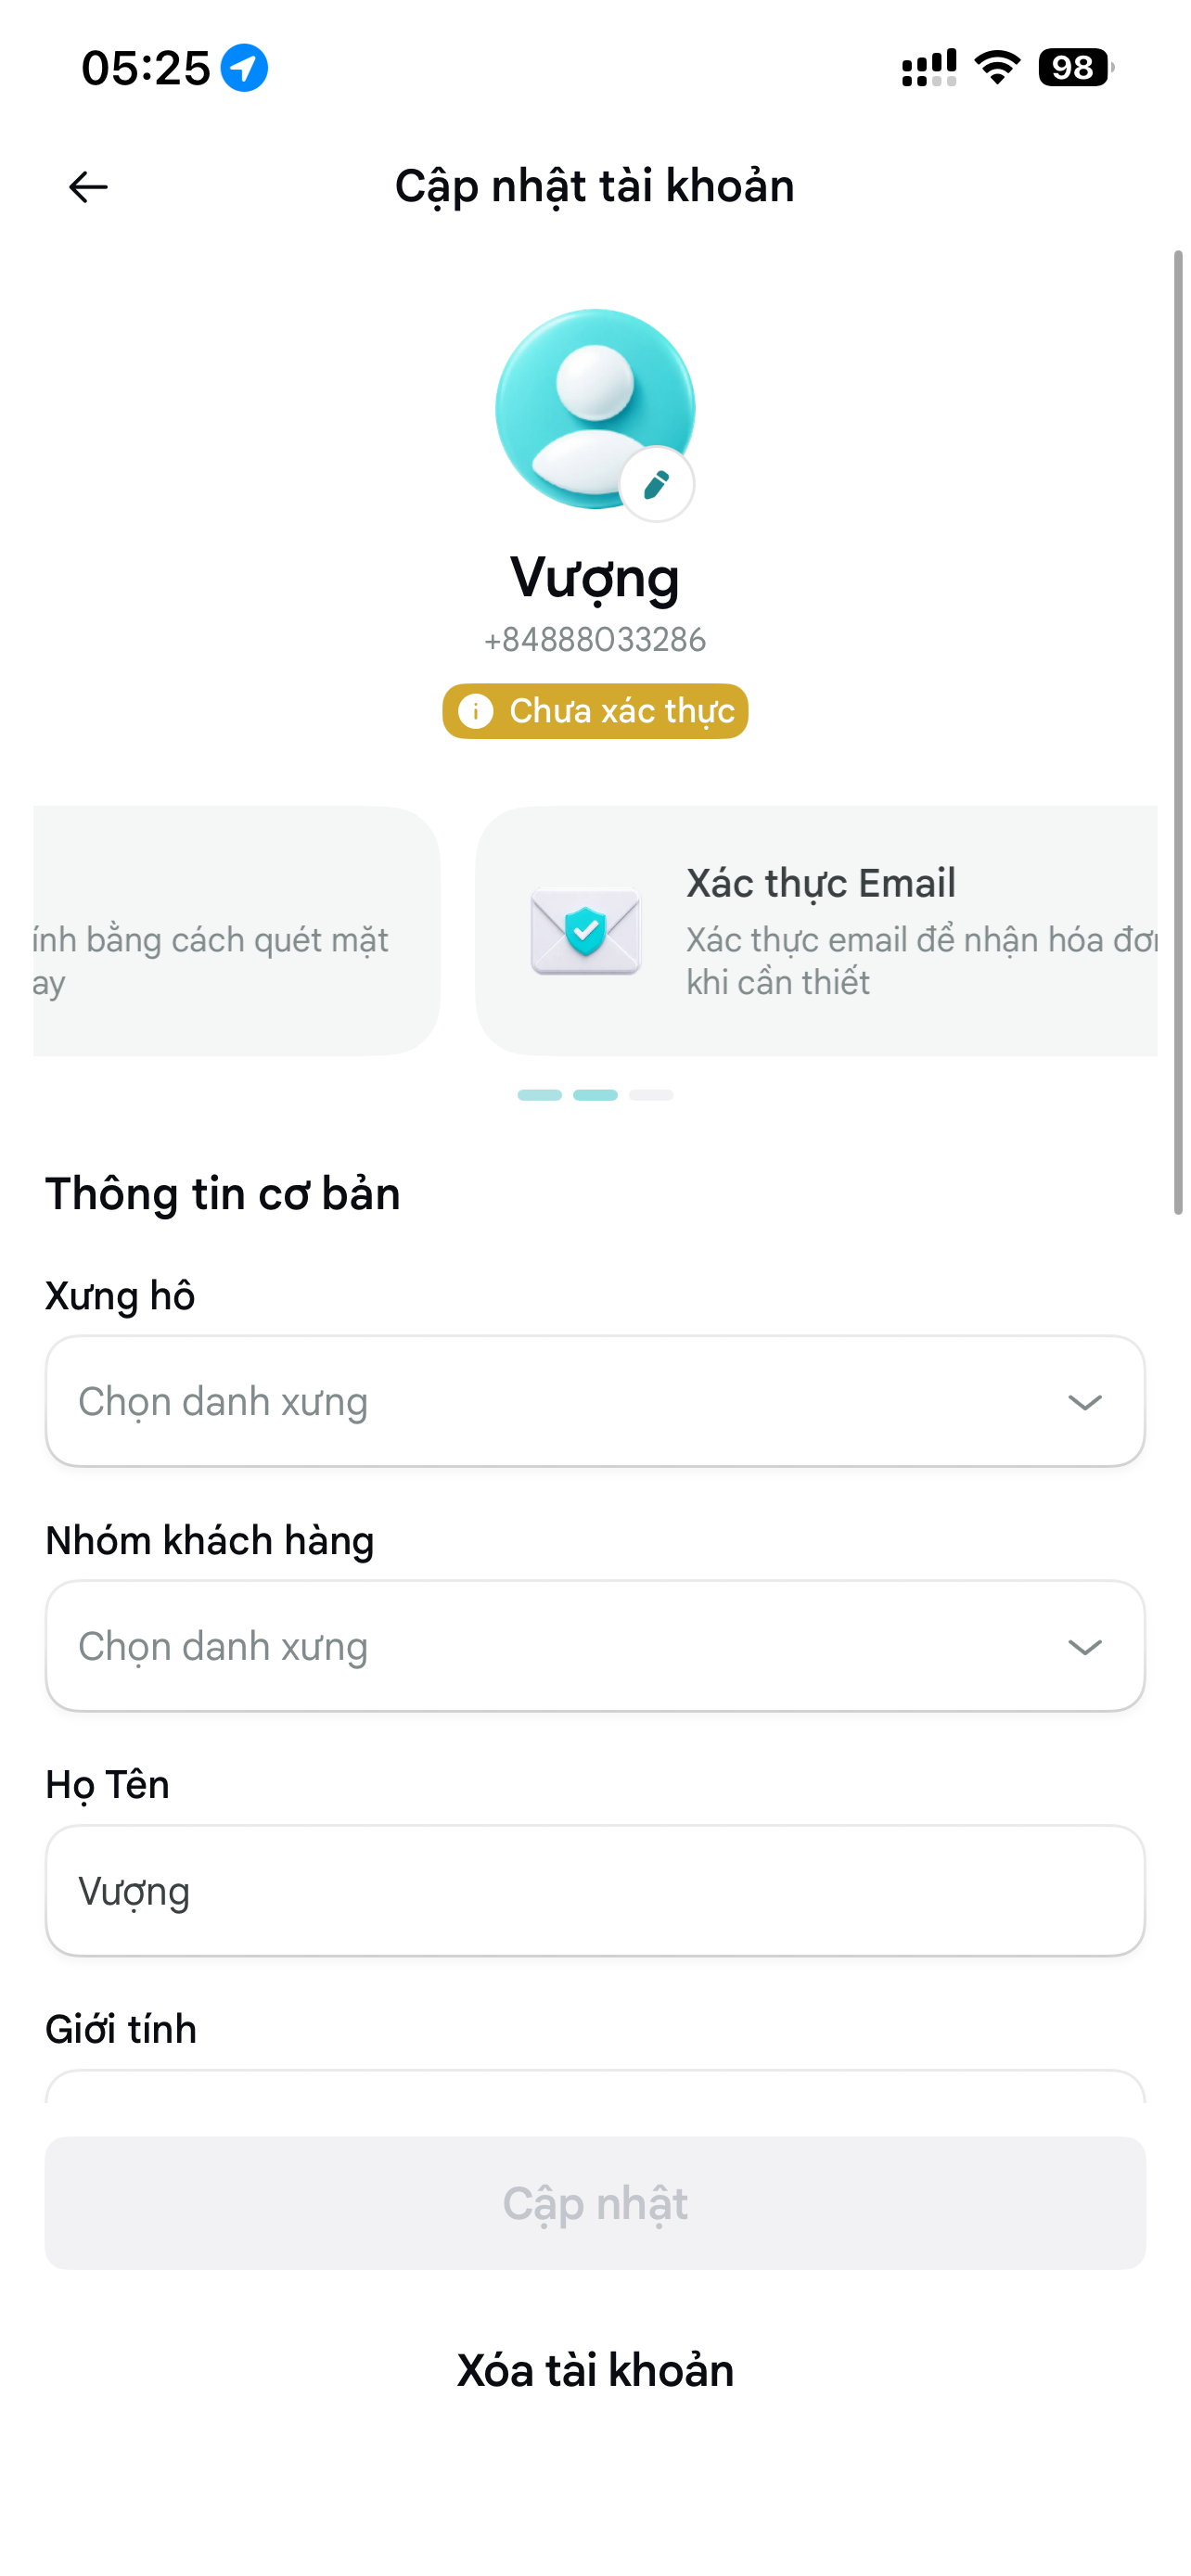 05:25
98
Cập nhật tài khoản
Vượng
+84888033286
Chưa xác thực
ính bằng cách quét mặt
ay
Xác thực Email
Xác thực email để nhận hóa đơn
khi cần thiết
Thông tin cơ bản
Xưng hô
Chọn danh xưng
Nhóm khách hàng
Chọn danh xưng
Họ Tên
Vượng
Giới tính
Cập nhật
Xóa tài khoản